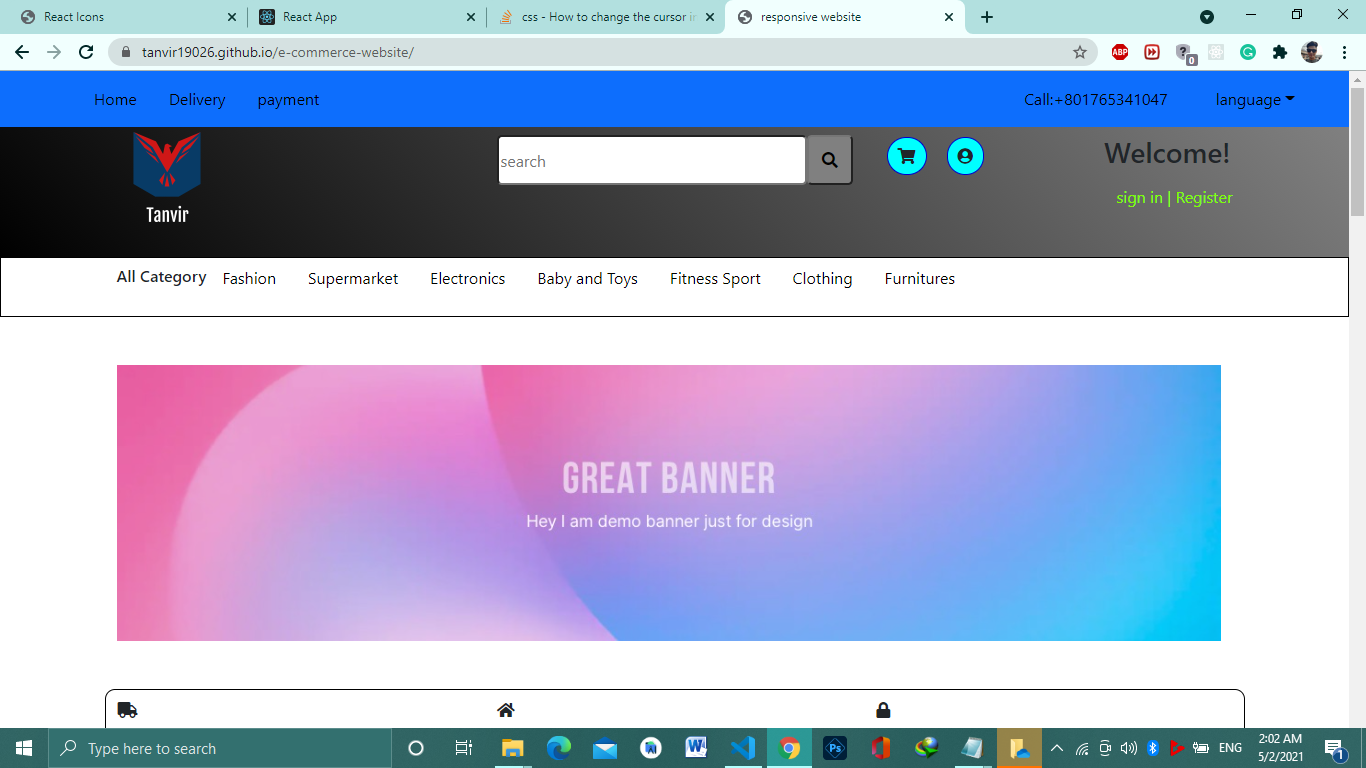 React Icons
React App
css - How to change the cursor in
responsive website
tanvir19026.github.io/e-commerce-website/
ABP
0
Home Delivery payment Call:+801765341047 language
search
Welcome!
sign in | Register
Tanvir
All Category Fashion Supermarket Electronics Baby and Toys Fitness Sport Clothing Furnitures
GREAT BANNER
Hey I am demo banner just for design
Type here to search
Ps
ENG
2:02 AM
5/2/2021
1